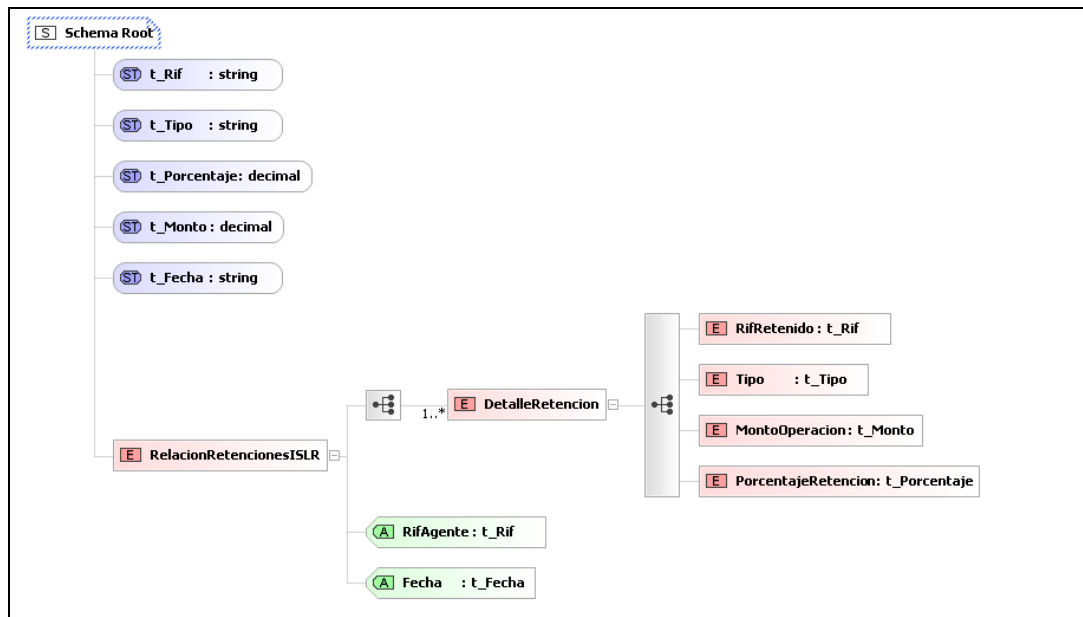 S Schema Root
ST t_Rif : string
ST t_Tipo : string
ST t_Porcentaje: decimal
ST t_Monto : decimal
ST t_Fecha : string
E RelacionRetencionesISLR
1..*
E DetalleRetencion
E RifRetenido : t_Rif
E Tipo : t_Tipo
E MontoOperacion: t_Monto
E PorcentajeRetencion: t_Porcentaje
A RifAgente : t_Rif
A Fecha : t_Fecha